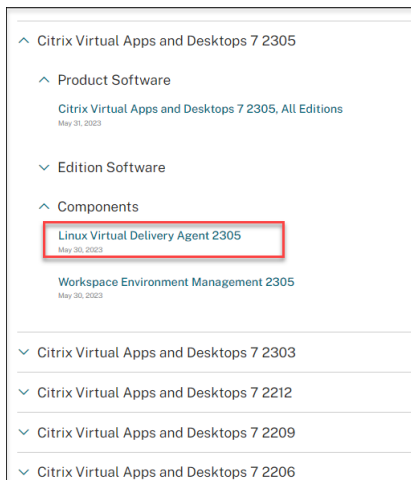 Citrix Virtual Apps and Desktops 7 2305
Product Software
Citrix Virtual Apps and Desktops 7 2305, All Editions
May 31, 2023
Edition Software
Components
Linux Virtual Delivery Agent 2305
May 30, 2023
Workspace Environment Management 2305
May 30, 2023
Citrix Virtual Apps and Desktops 7 2303
Citrix Virtual Apps and Desktops 7 2212
Citrix Virtual Apps and Desktops 7 2209
Citrix Virtual Apps and Desktops 7 2206